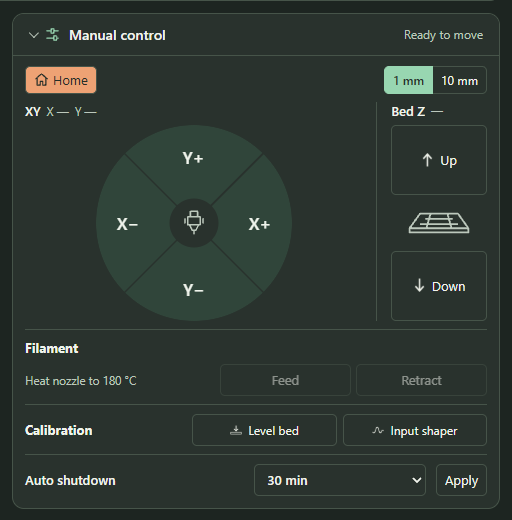 Manual control Ready to move
Home 1 mm 10 mm
XY X — Y — Bed Z —
Y+
Up
X− X+
Y−
Down
Filament
Heat nozzle to 180 °C Feed Retract
Calibration Level bed Input shaper
Auto shutdown 30 min Apply